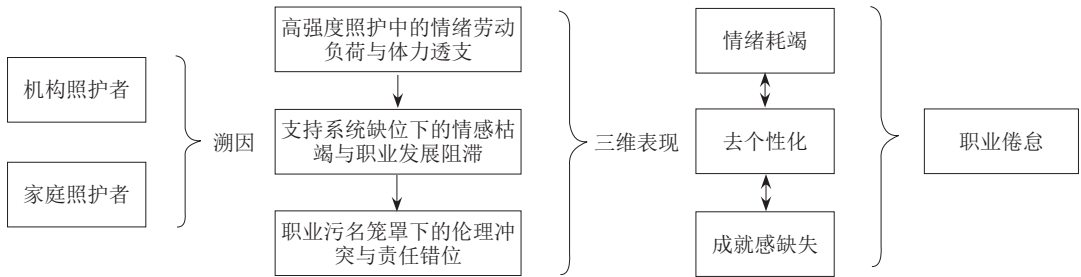 机构照护者
家庭照护者
溯因
高强度照护中的情绪劳动
负荷与体力透支
支持系统缺位下的情感枯
竭与职业发展阻滞
职业污名笼罩下的伦理冲
突与责任错位
三维表现
情绪耗竭
去个性化
成就感缺失
职业倦怠